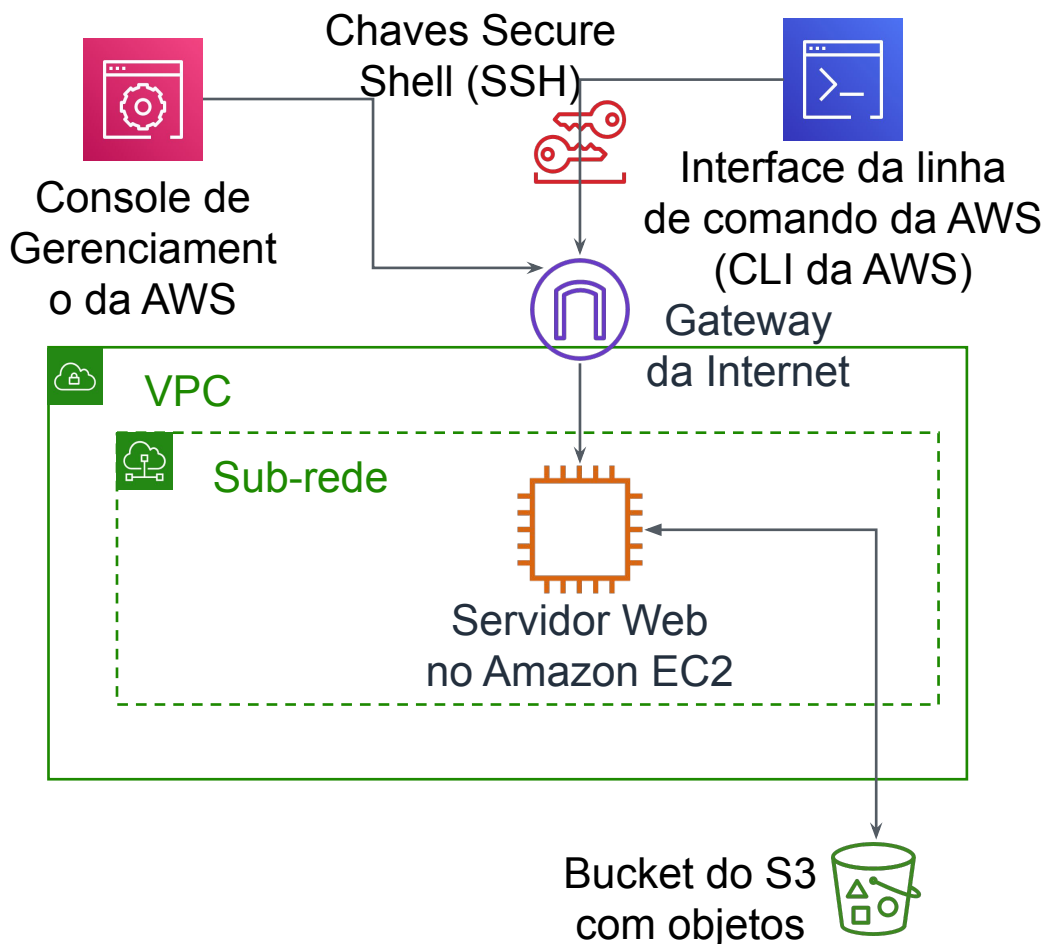 Chaves Secure
Shell (SSH)
Console de
Gerenciament
o da AWS
Interface da linha
de comando da AWS
(CLI da AWS)
Gateway
da Internet
VPC
Sub-rede
Servidor Web
no Amazon EC2
Bucket do S3
com objetos